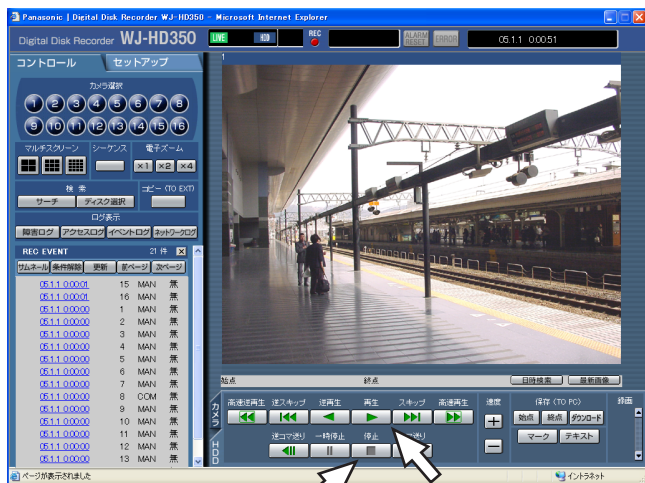 Panasonic | Digital Disk Recorder WJ-HD350 - Microsoft Internet Explorer
Digital Disk Recorder WJ-HD350
LIVE HDD REC ALARM RESET ERROR 05.1.1 0:00:51
コントロール セットアップ
1
カメラ選択
1 2 3 4 5 6 7 8
9 10 11 12 13 14 15 16
マルチスクリーン シーケンス 電子ズーム
×1 ×2 ×4
検 索 コピー (TO EXT)
サーチ ディスク選択
ログ表示
障害ログ アクセスログ イベントログ ネットワークログ
REC EVENT 21 件 X
サムネール 条件解除 更新 前ページ 次ページ
05.1.1 0:00:01 15 MAN 無
05.1.1 0:00:01 16 MAN 無
05.1.1 0:00:00 1 MAN 無
05.1.1 0:00:00 2 MAN 無
05.1.1 0:00:00 3 MAN 無
05.1.1 0:00:00 4 MAN 無
05.1.1 0:00:00 5 MAN 無
05.1.1 0:00:00 6 MAN 無
05.1.1 0:00:00 7 MAN 無
05.1.1 0:00:00 8 COM 無
05.1.1 0:00:00 9 MAN 無
05.1.1 0:00:00 10 MAN 無
05.1.1 0:00:00 11 MAN 無
05.1.1 0:00:00 12 MAN 無
05.1.1 0:00:00 13 MAN 無
始点 終点 日時検索 最新画像
カメラ
HDD
高速逆再生 逆スキップ 逆再生 再生 スキップ 高速再生
逆コマ送り 一時停止 停止 マ送り
速度
+
－
保存 (TO PC)
始点 終点 ダウンロード
マーク テキスト
録画
ページが表示されました イントラネット